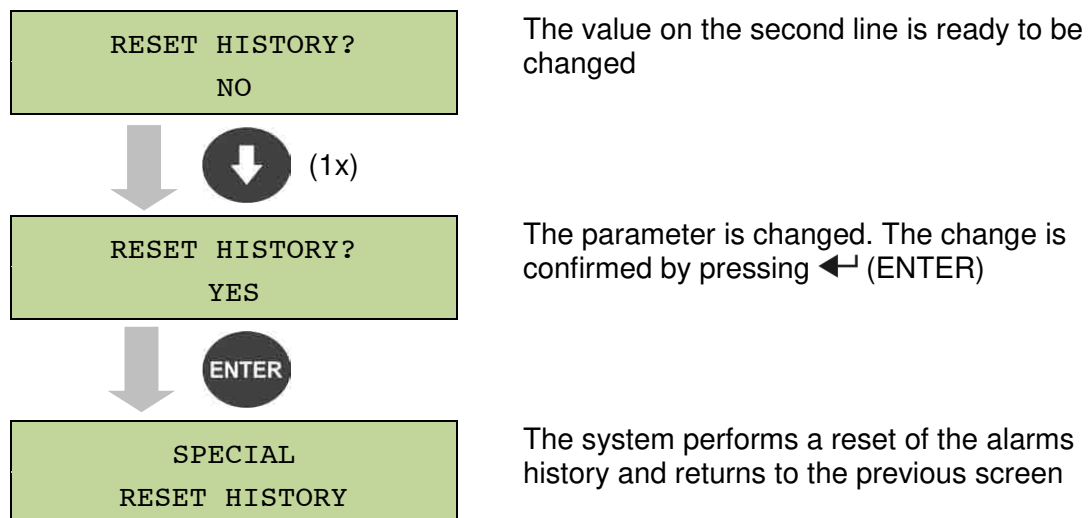 RESET HISTORY?
NO
The value on the second line is ready to be
changed
(1x)
RESET HISTORY?
YES
The parameter is changed. The change is
confirmed by pressing ↵ (ENTER)
ENTER
SPECIAL
RESET HISTORY
The system performs a reset of the alarms
history and returns to the previous screen